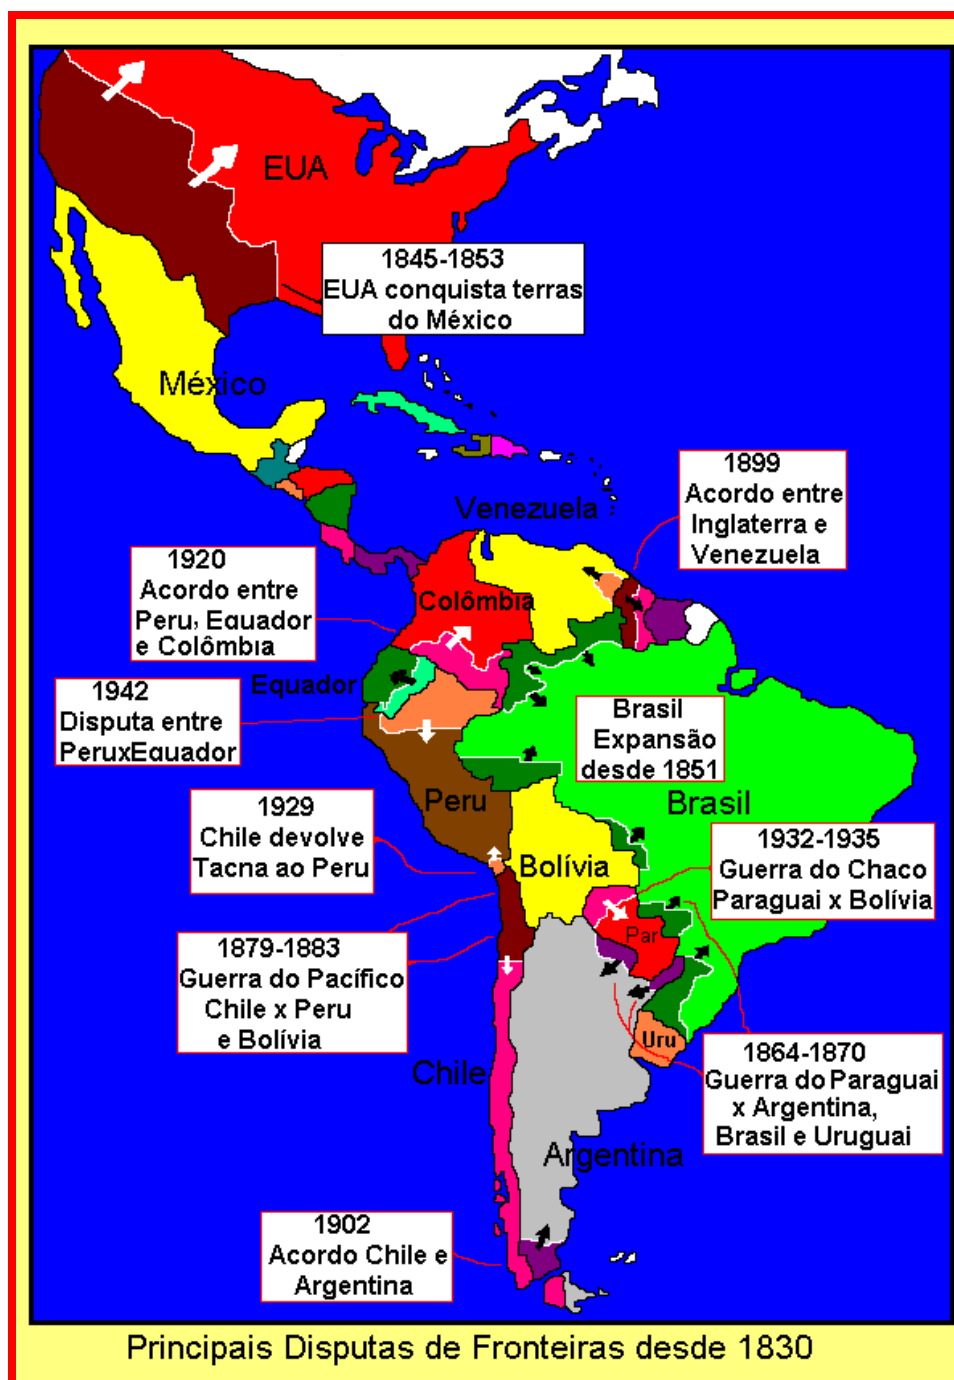 EUA
1845-1853
EUA conquista terras
do México
México
Venezuela
1899
Acordo entre
Inglaterra e
Venezuela
1920
Acordo entre
Peru, Equador
e Colômbia
Colômbia
Equador
1942
Disputa entre
PeruxEquador
Brasil
Expansão
desde 1851
Brasil
Peru
1929
Chile devolve
Tacna ao Peru
Bolívia
1932-1935
Guerra do Chaco
Paraguai x Bolívia
Par
1879-1883
Guerra do Pacífico
Chile x Peru
e Bolívia
Uru
Chile
1864-1870
Guerra do Paraguai
x Argentina,
Brasil e Uruguai
Argentina
1902
Acordo Chile e
Argentina
Principais Disputas de Fronteiras desde 1830